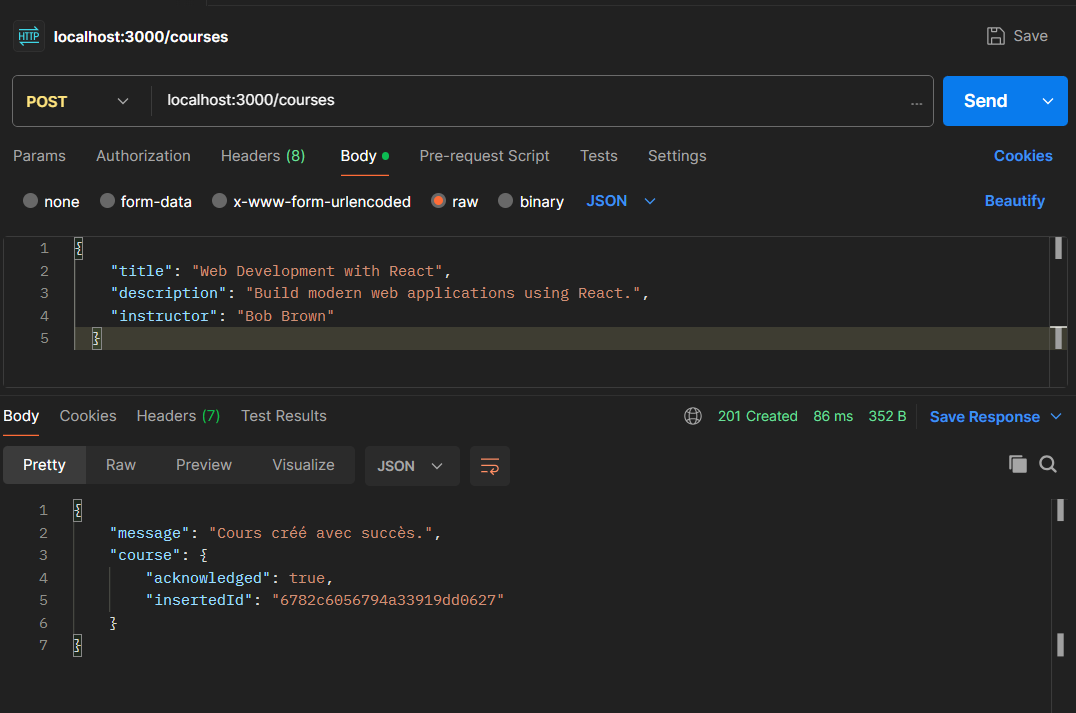 HTTP localhost:3000/courses Save
POST localhost:3000/courses ... Send
Params Authorization Headers (8) Body Pre-request Script Tests Settings Cookies
none form-data x-www-form-urlencoded raw binary JSON Beautify
1 {
2 "title": "Web Development with React",
3 "description": "Build modern web applications using React.",
4 "instructor": "Bob Brown"
5 }
Body Cookies Headers (7) Test Results 201 Created 86 ms 352 B Save Response
Pretty Raw Preview Visualize JSON
1 {
2 "message": "Cours créé avec succès.",
3 "course": {
4 "acknowledged": true,
5 "insertedId": "6782c6056794a33919dd0627"
6 }
7 }